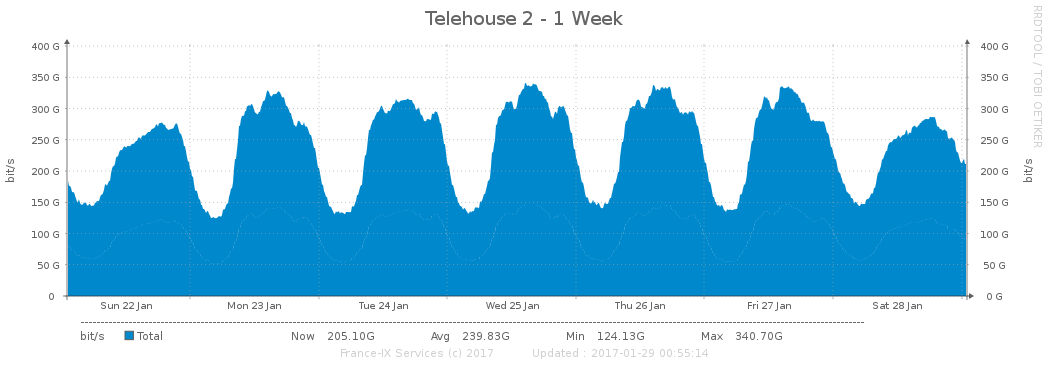 Telehouse 2 - 1 Week
RRDTOOL / TOBI OETIKER
400 G 400 G
350 G 350 G
300 G 300 G
250 G 250 G
200 G 200 G
150 G 150 G
100 G 100 G
50 G 50 G
0 0 G
bit/s bit/s
Sun 22 Jan Mon 23 Jan Tue 24 Jan Wed 25 Jan Thu 26 Jan Fri 27 Jan Sat 28 Jan
bit/s Total Now 205.10G Avg 239.83G Min 124.13G Max 340.70G
France-IX Services (c) 2017 Updated : 2017-01-29 00:55:14